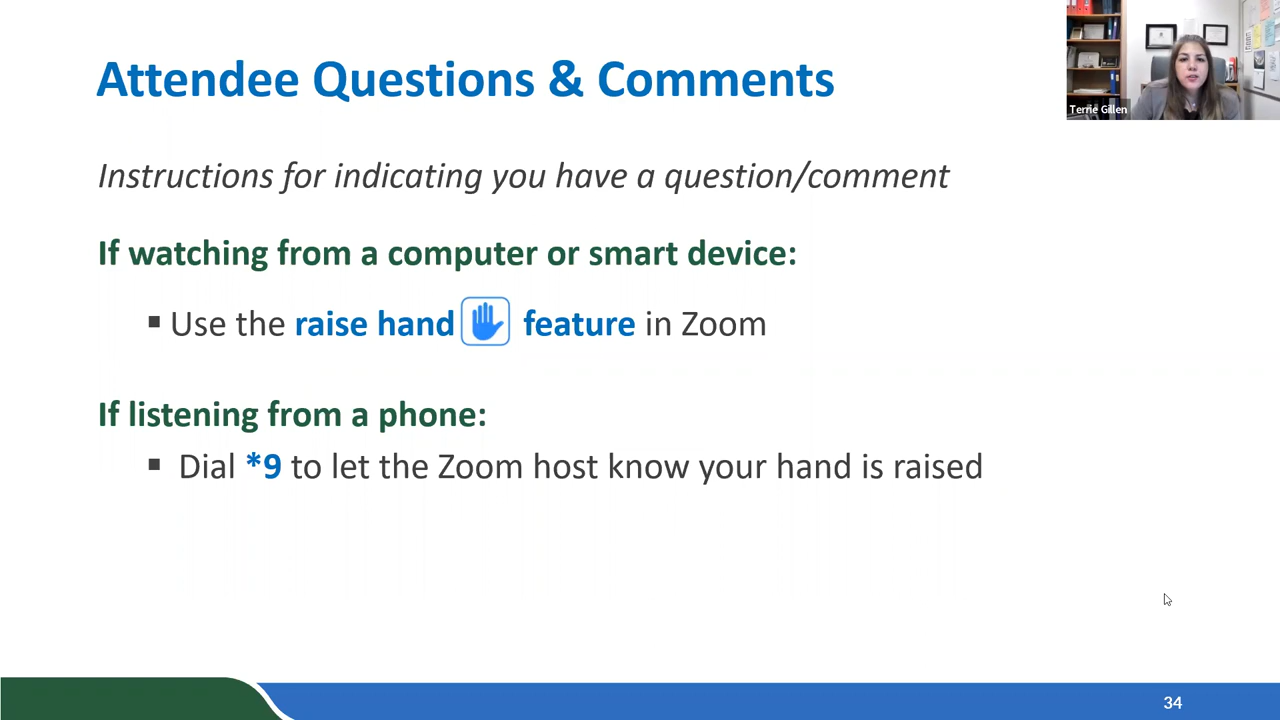 Attendee Questions & Comments
Terrie Gillen
Instructions for indicating you have a question/comment
If watching from a computer or smart device:
▪ Use the raise hand feature in Zoom
If listening from a phone:
▪ Dial *9 to let the Zoom host know your hand is raised
34